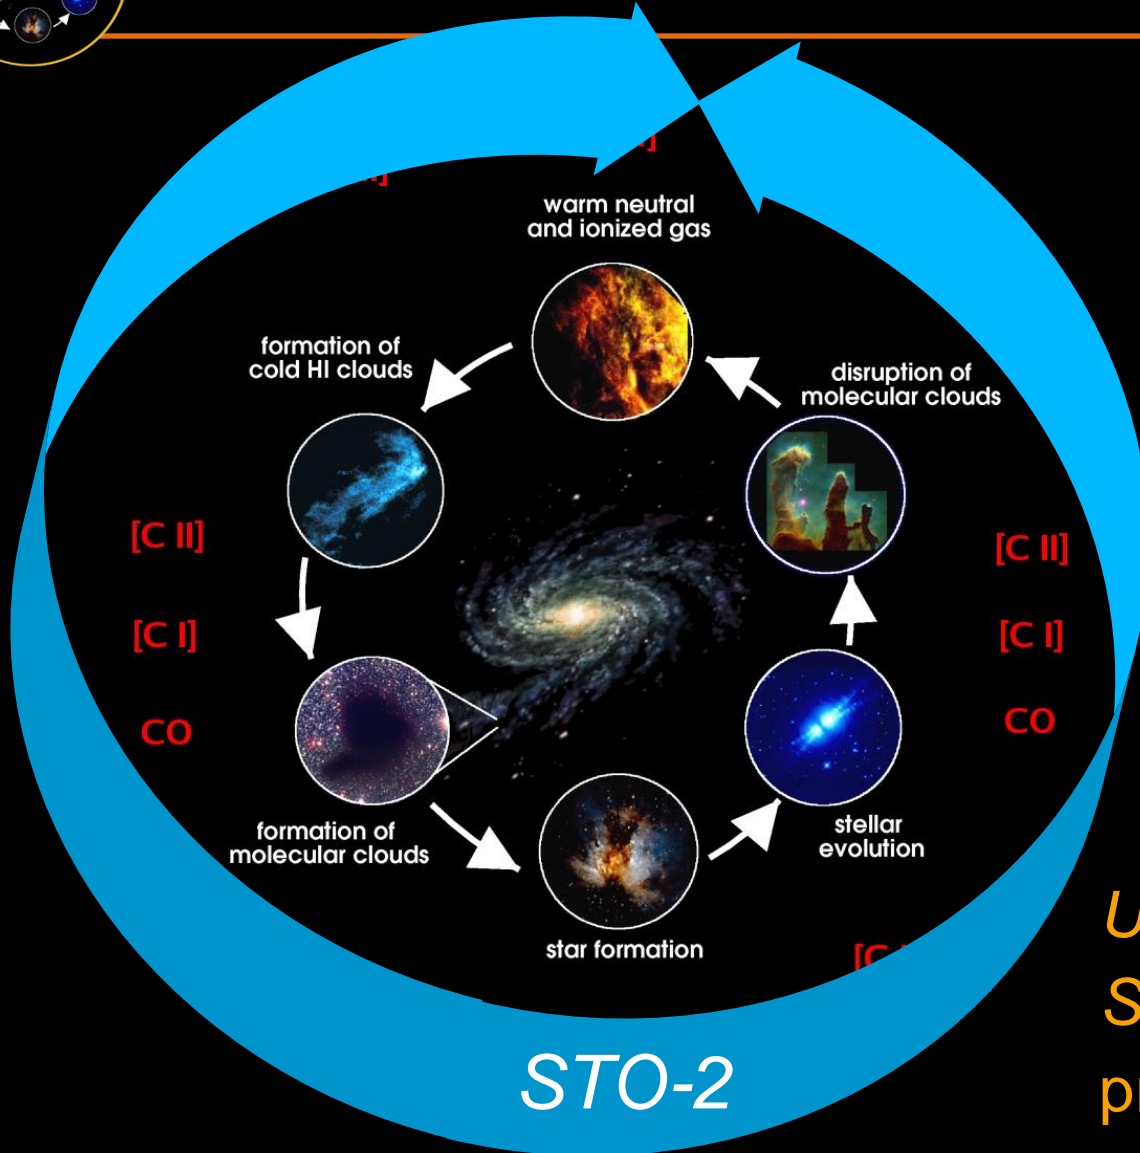 warm neutral
and ionized gas
formation of
cold HI clouds
disruption of
molecular clouds
[C II]
[C II]
[C I]
[C I]
CO
CO
formation of
molecular clouds
stellar
evolution
star formation
[C
STO-2